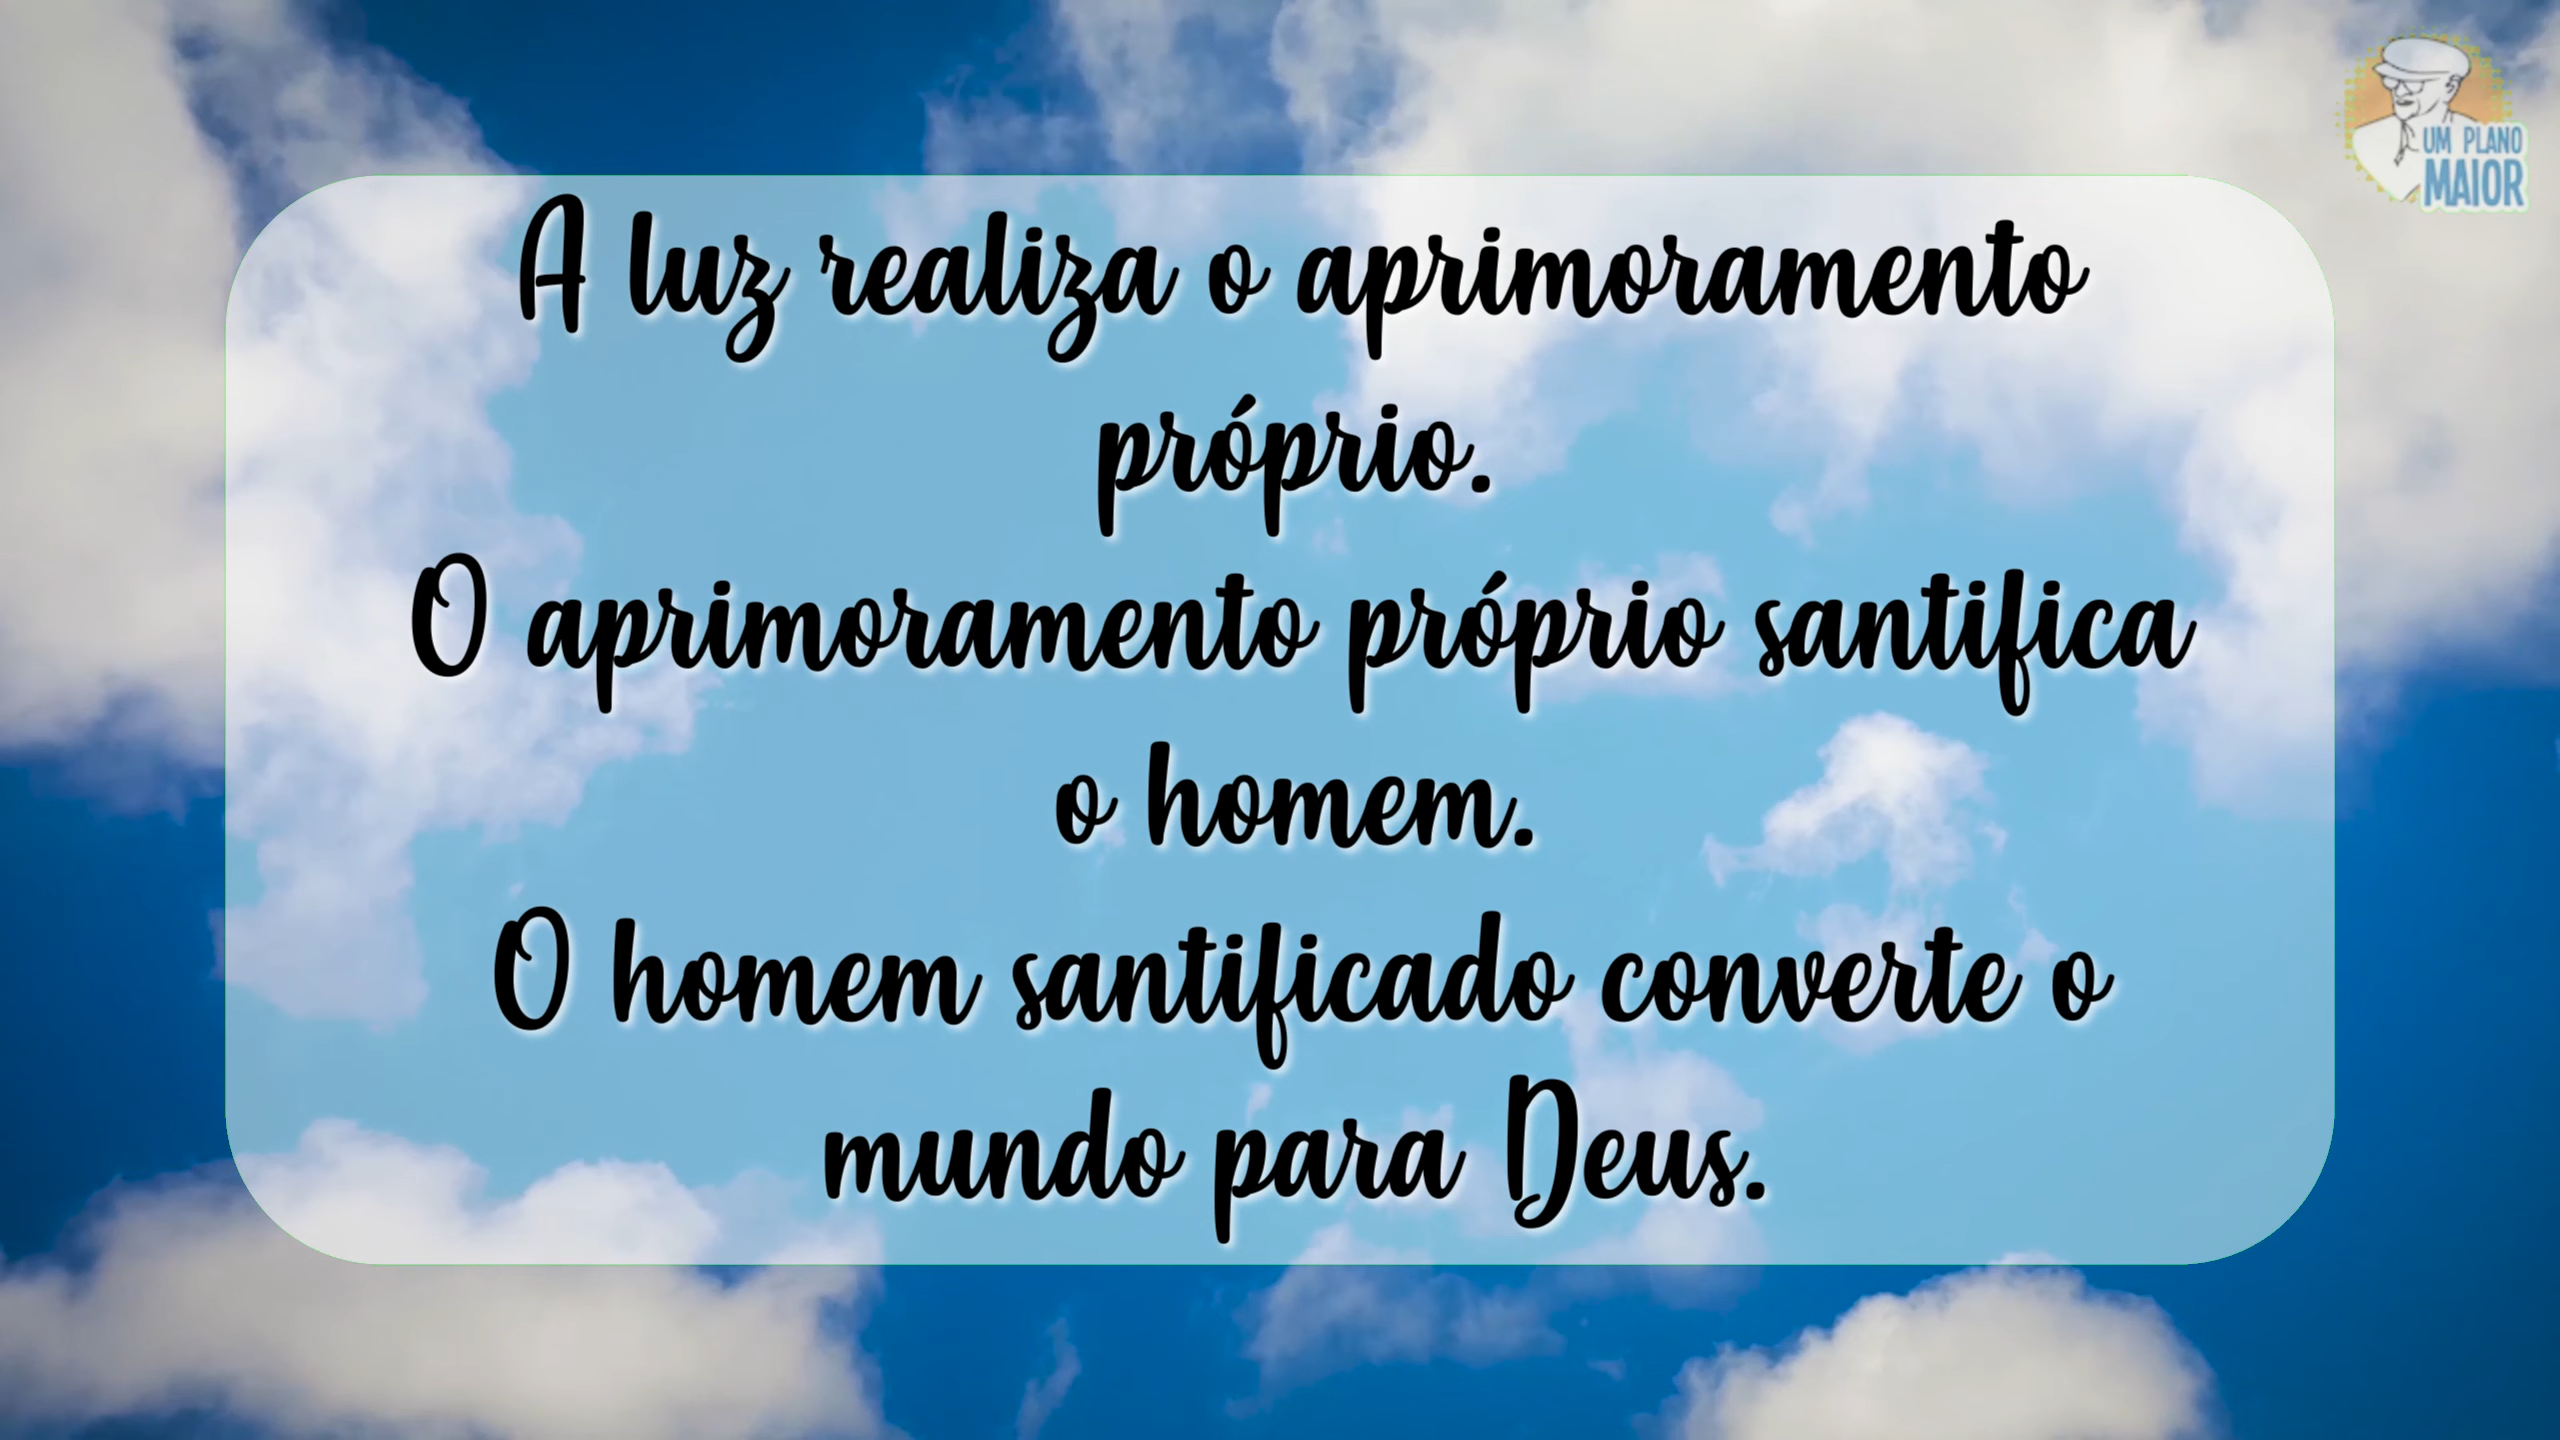 UM PLANO
MAIOR
A luz realiza o aprimoramento
próprio.
O aprimoramento próprio santifica
o homem.
O homem santificado converte o
mundo para Deus.